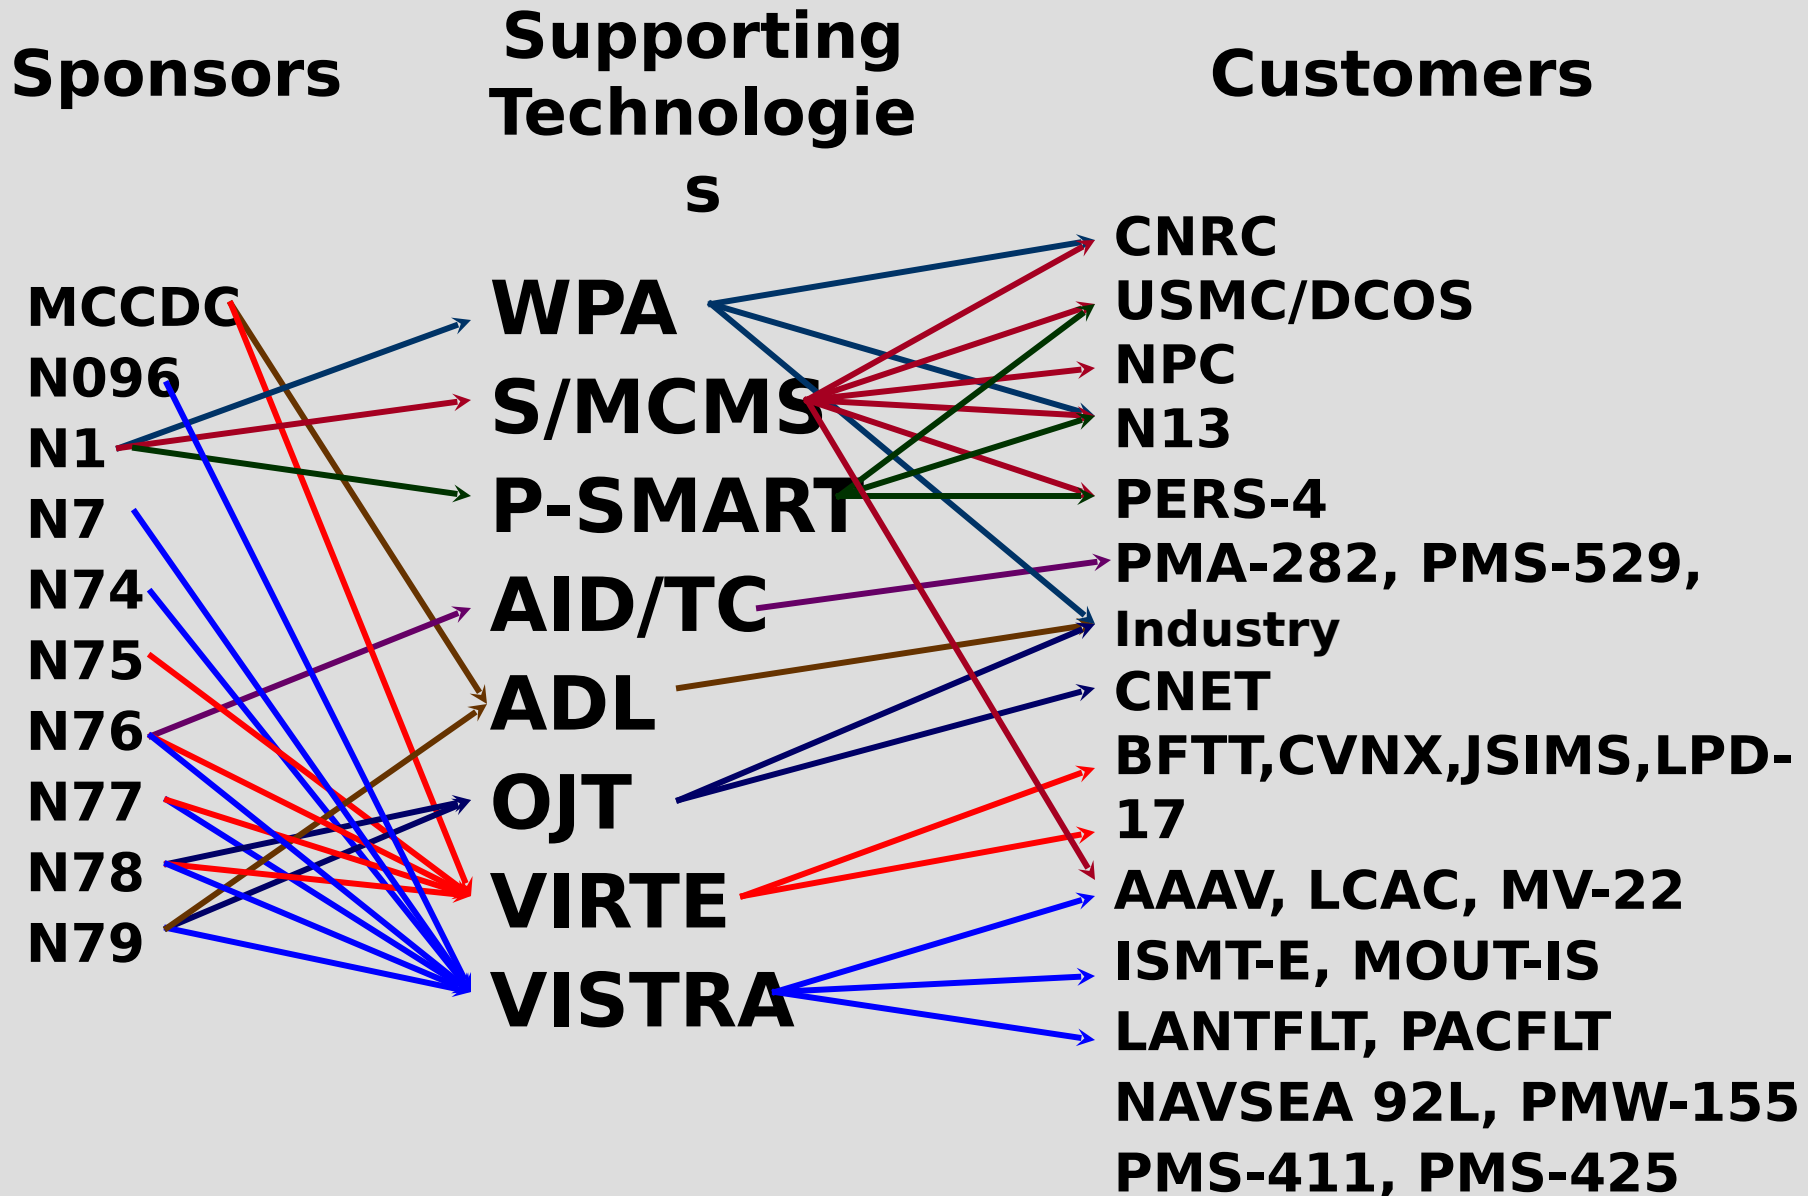 Sponsors
Supporting
Technologie
s
Customers
MCCDC
N096
N1
N7
N74
N75
N76
N77
N78
N79
WPA
S/MCMS
P-SMART
AID/TC
ADL
OJT
VIRTE
VISTRA
CNRC
USMC/DCOS
NPC
N13
PERS-4
PMA-282, PMS-529,
Industry
CNET
BFTT,CVNX,JSIMS,LPD-
17
AAAV, LCAC, MV-22
ISMT-E, MOUT-IS
LANTFLT, PACFLT
NAVSEA 92L, PMW-155
PMS-411, PMS-425